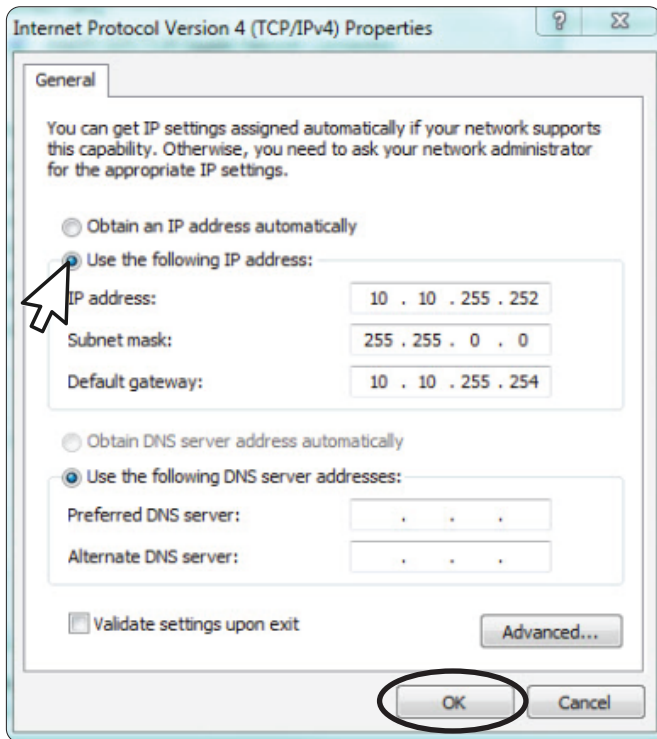 Internet Protocol Version 4 (TCP/IPv4) Properties
General
You can get IP settings assigned automatically if your network supports
this capability. Otherwise, you need to ask your network administrator
for the appropriate IP settings.
Obtain an IP address automatically
Use the following IP address:
IP address: 10 . 10 . 255 . 252
Subnet mask: 255 . 255 . 0 . 0
Default gateway: 10 . 10 . 255 . 254
Obtain DNS server address automatically
Use the following DNS server addresses:
Preferred DNS server: . . .
Alternate DNS server: . . .
Validate settings upon exit
Advanced...
OK Cancel